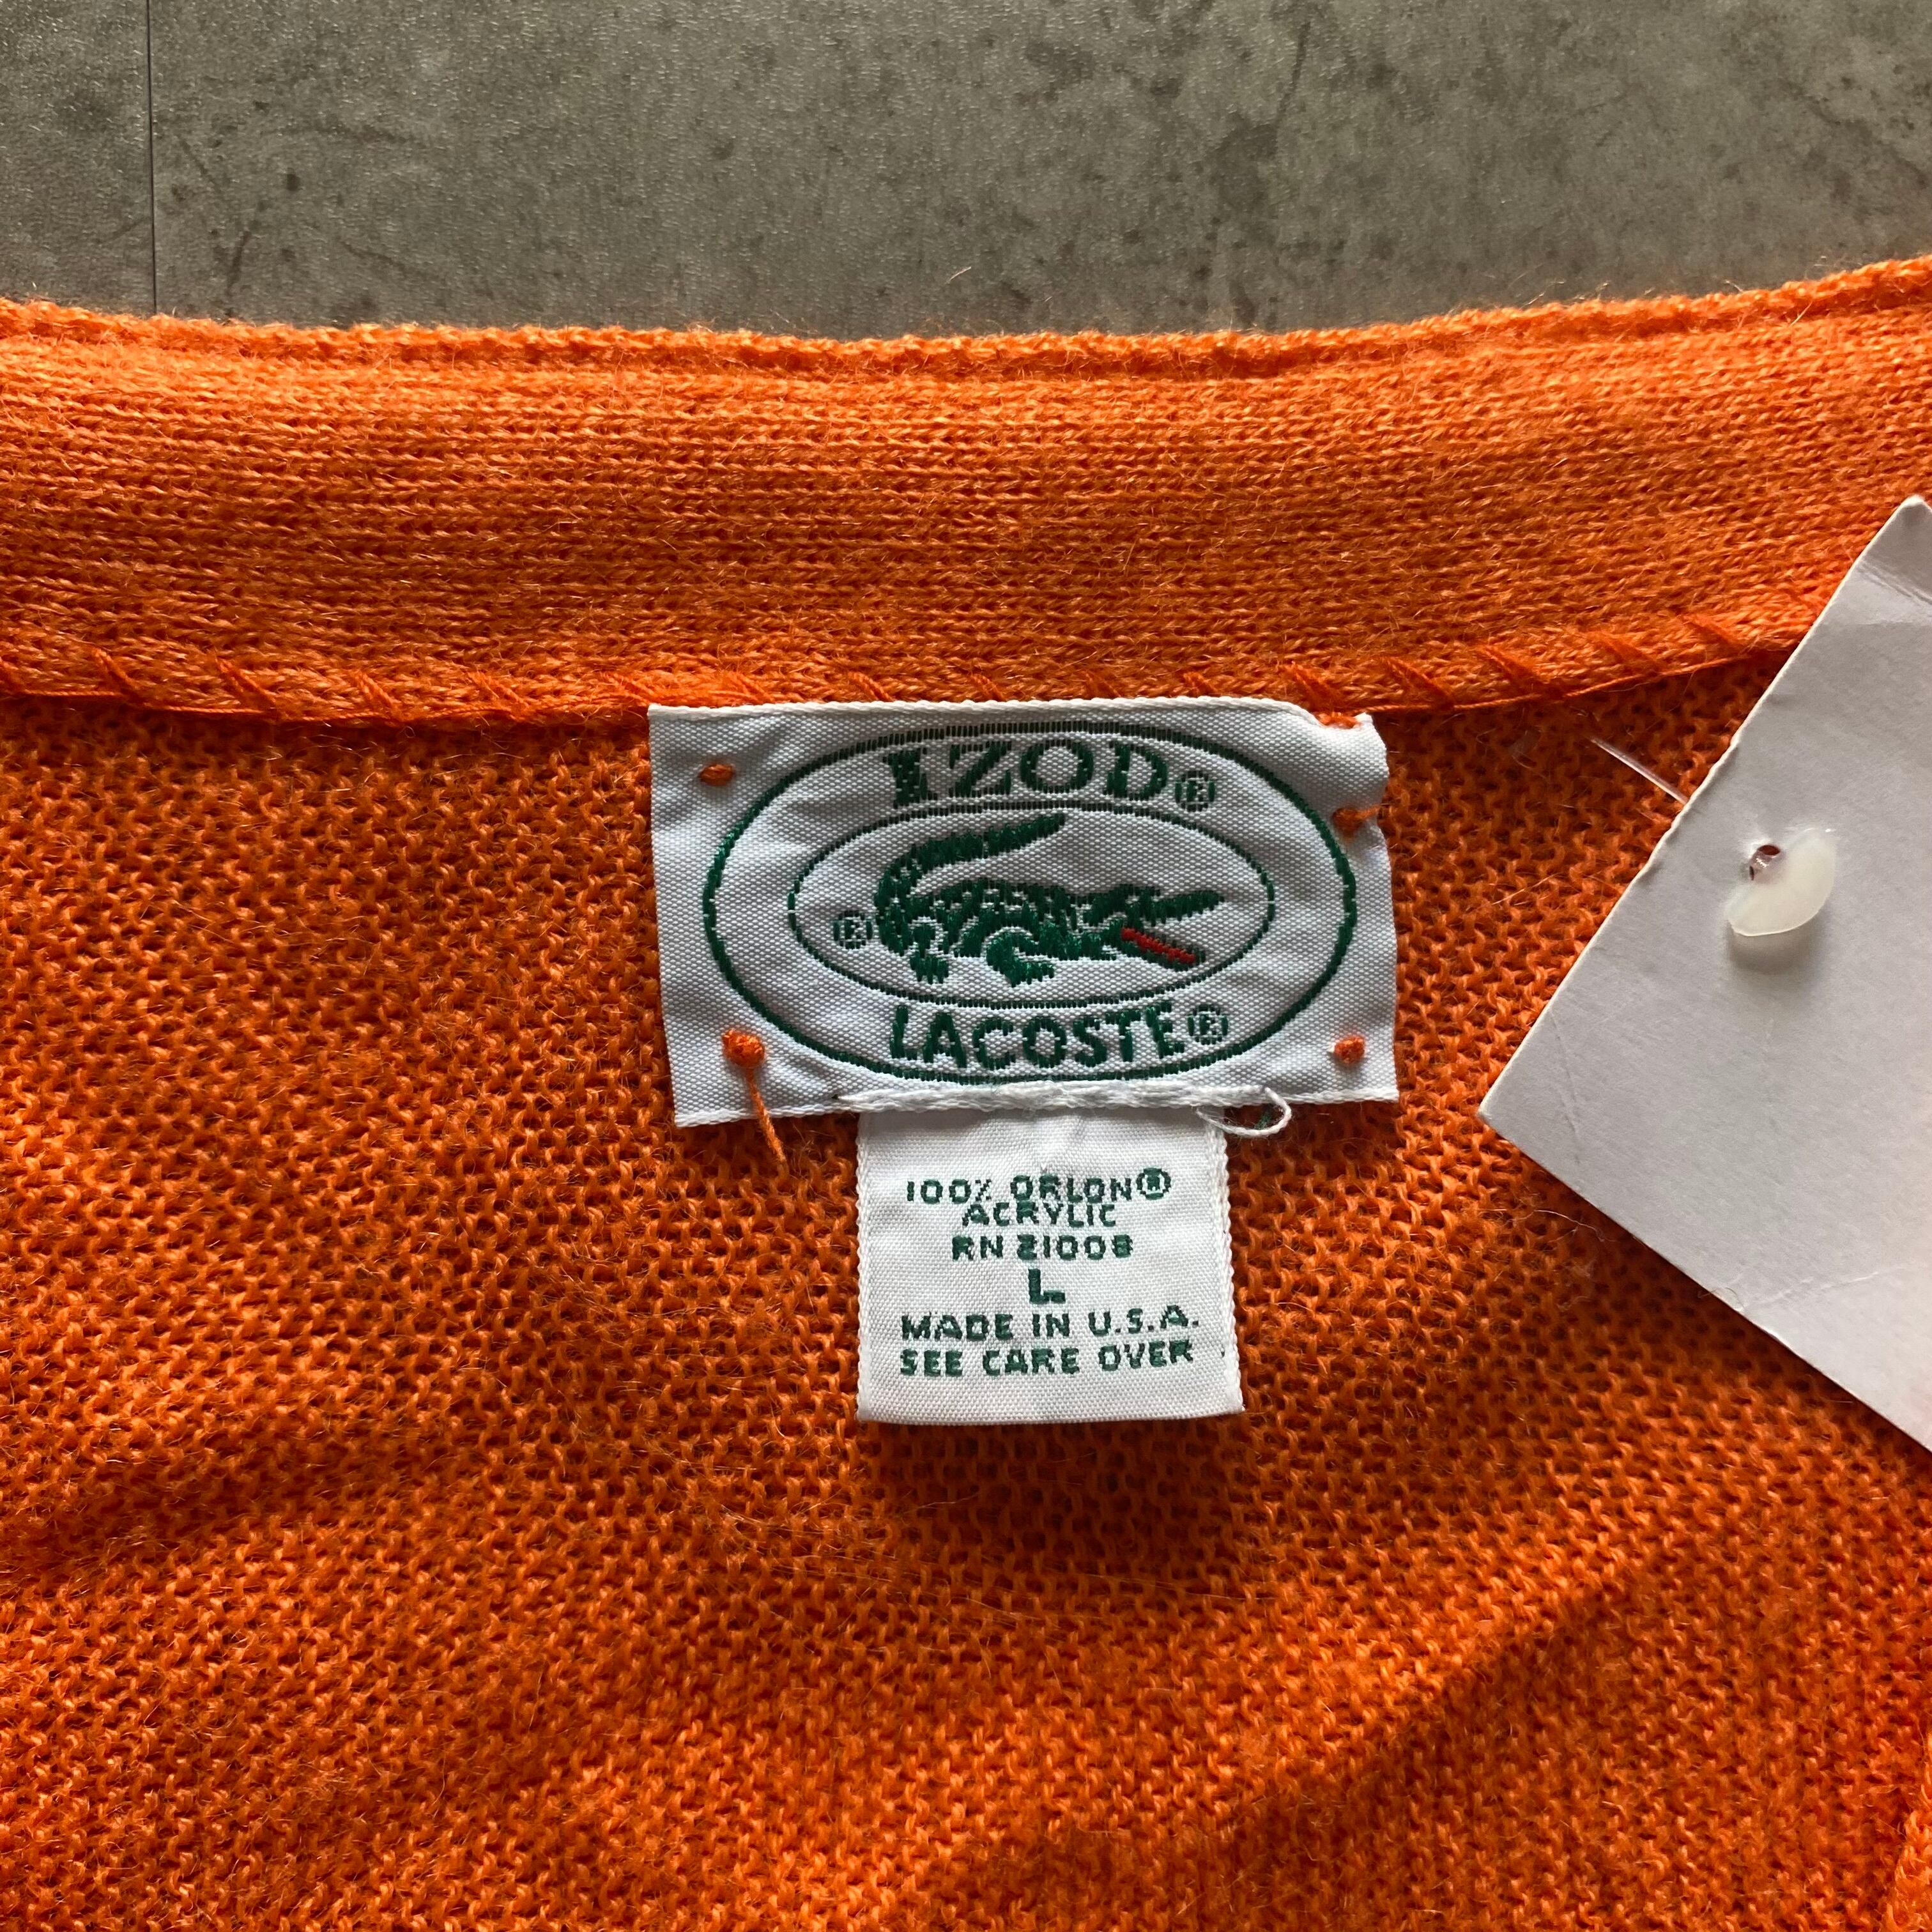 IZOD®
®
LACOSTE®
100% ORLON®
ACRYLIC
RN 21008
L
MADE IN U.S.A.
SEE CARE OVER